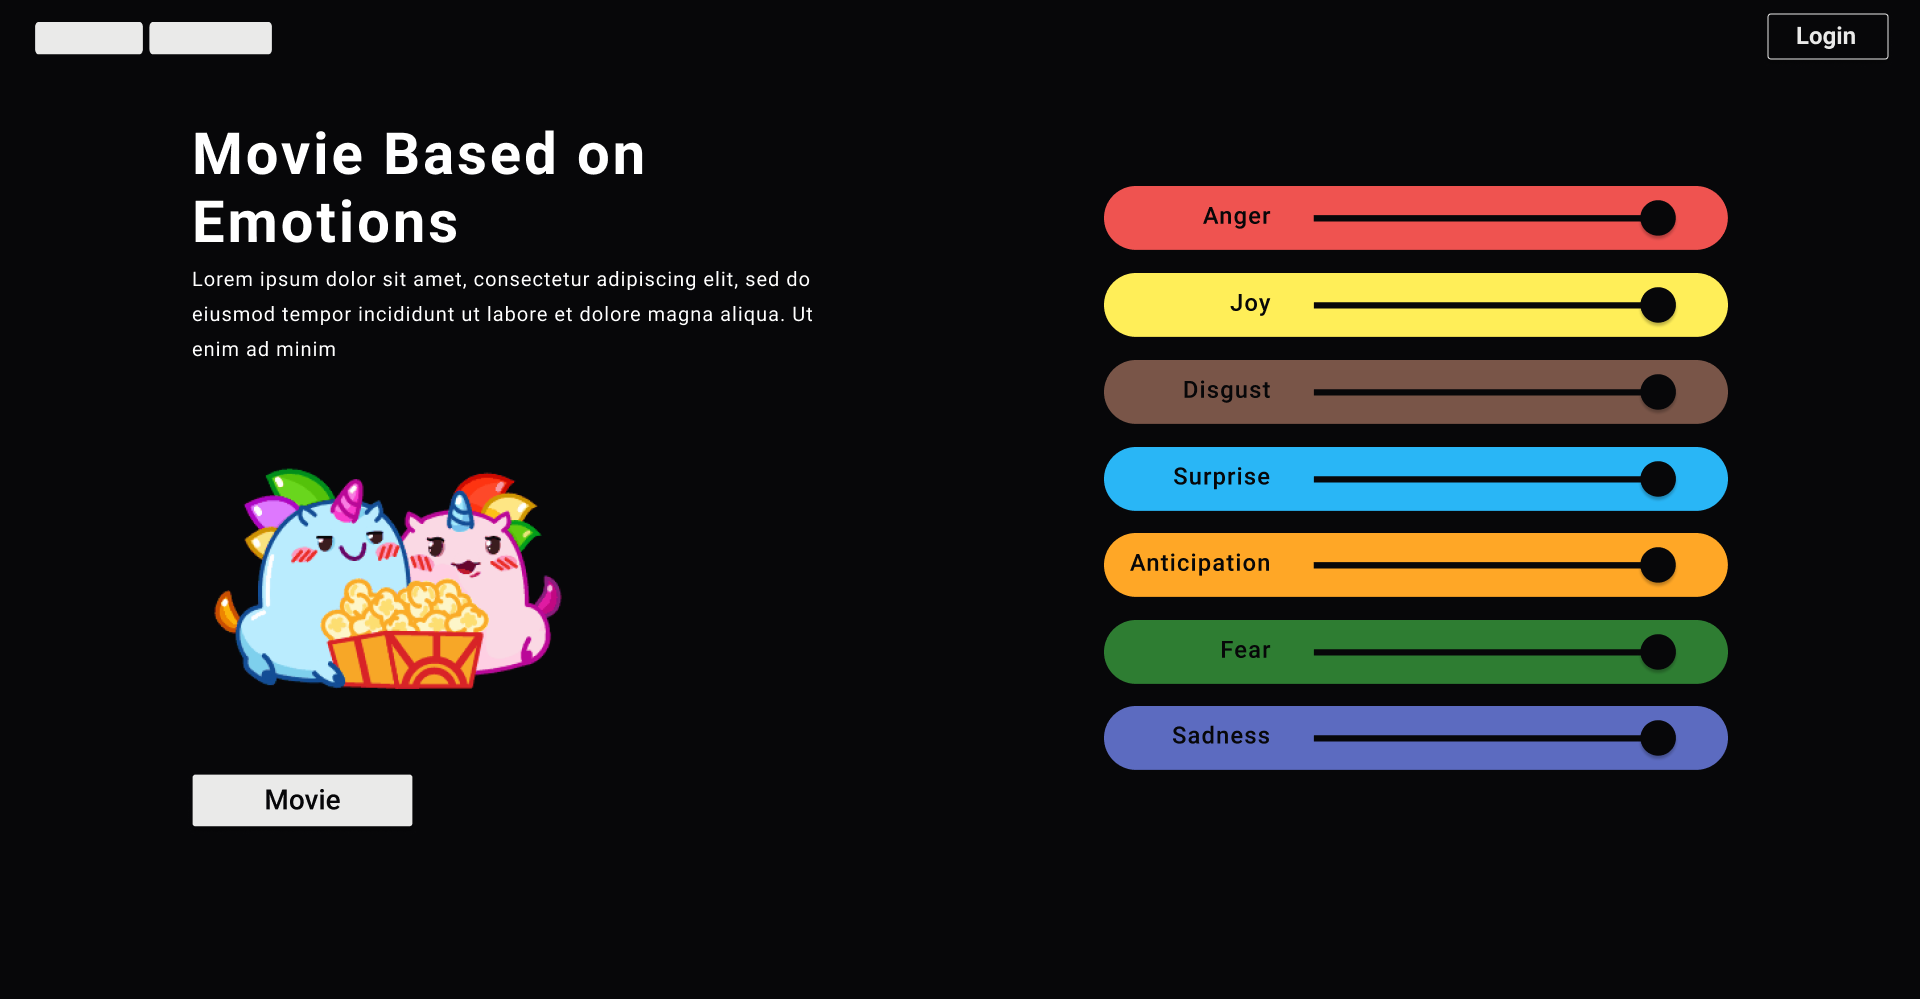 Login
Movie Based on
Emotions
Lorem ipsum dolor sit amet, consectetur adipiscing elit, sed do
eiusmod tempor incididunt ut labore et dolore magna aliqua. Ut
enim ad minim
Movie
Anger
Joy
Disgust
Surprise
Anticipation
Fear
Sadness